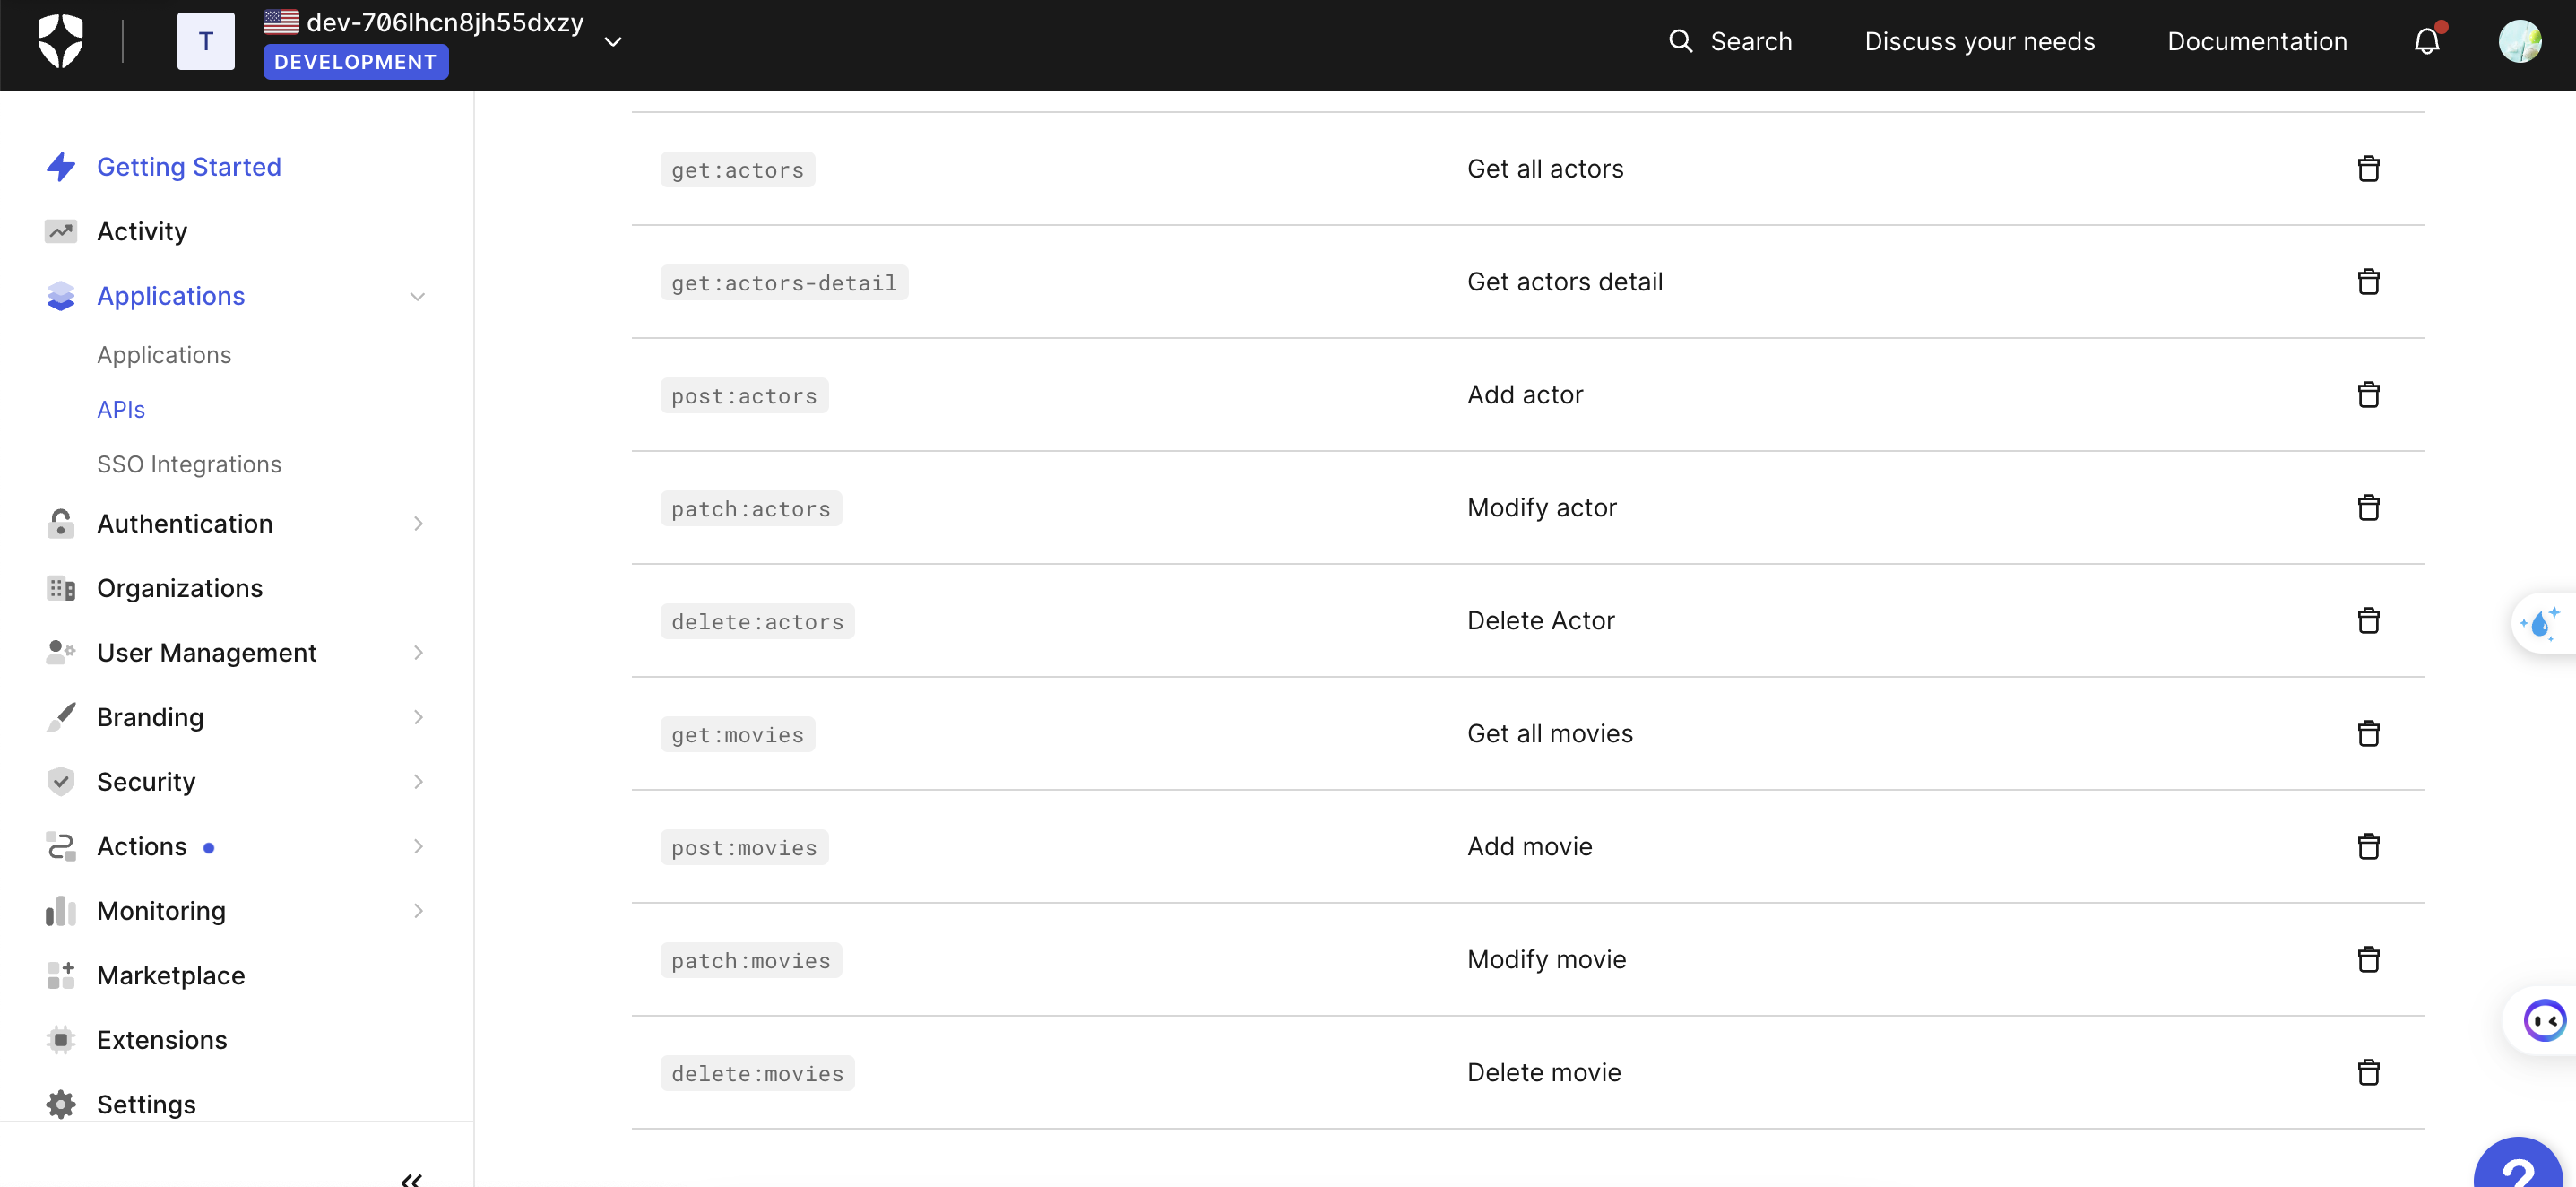 T
dev-706lhcn8jh55dxzy
DEVELOPMENT
Search
Discuss your needs
Documentation
Getting Started
Activity
Applications
Applications
APIs
SSO Integrations
Authentication
Organizations
User Management
Branding
Security
Actions
Monitoring
Marketplace
Extensions
Settings
get:actors Get all actors
get:actors-detail Get actors detail
post:actors Add actor
patch:actors Modify actor
delete:actors Delete Actor
get:movies Get all movies
post:movies Add movie
patch:movies Modify movie
delete:movies Delete movie
?